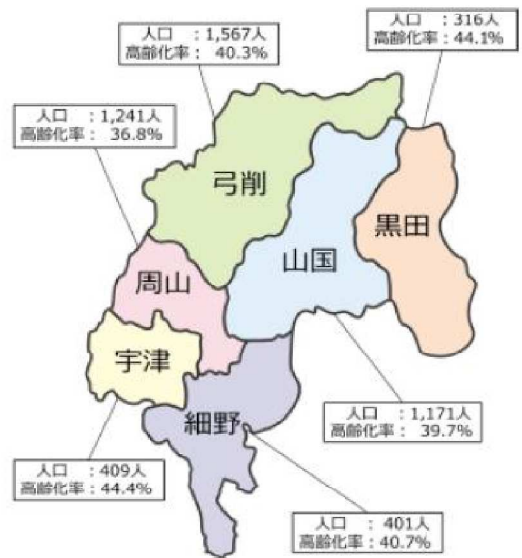 人口 : 1,567人
高齢化率: 40.3%
人口 : 316人
高齢化率: 44.1%
人口 : 1,241人
高齢化率: 36.8%
弓削
黒田
山国
周山
宇津
細野
人口 : 1,171人
高齢化率: 39.7%
人口 : 409人
高齢化率: 44.4%
人口 : 401人
高齢化率: 40.7%